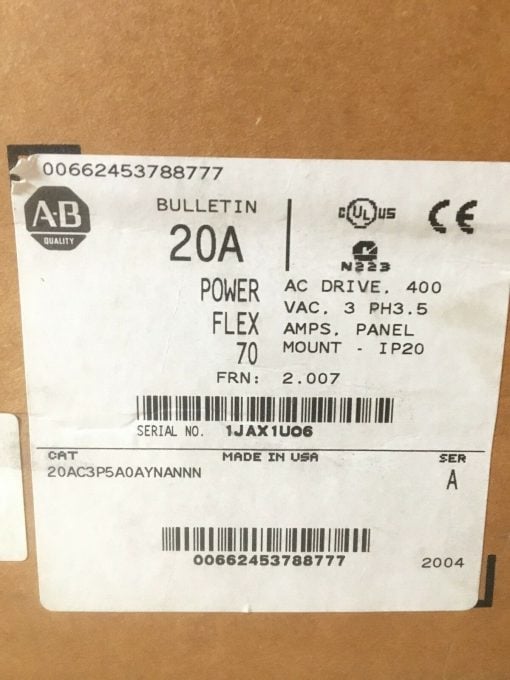 00662453788777
A-B
QUALITY
BULLETIN
20A
POWER
FLEX
70
c UL us
CE
N223
AC DRIVE, 400
VAC, 3 PH3.5
AMPS, PANEL
MOUNT - IP20
FRN: 2.007
SERIAL NO. 1JAX1U06
CAT
MADE IN USA
SER
20AC3P5A0AYNANNN
A
00662453788777
2004